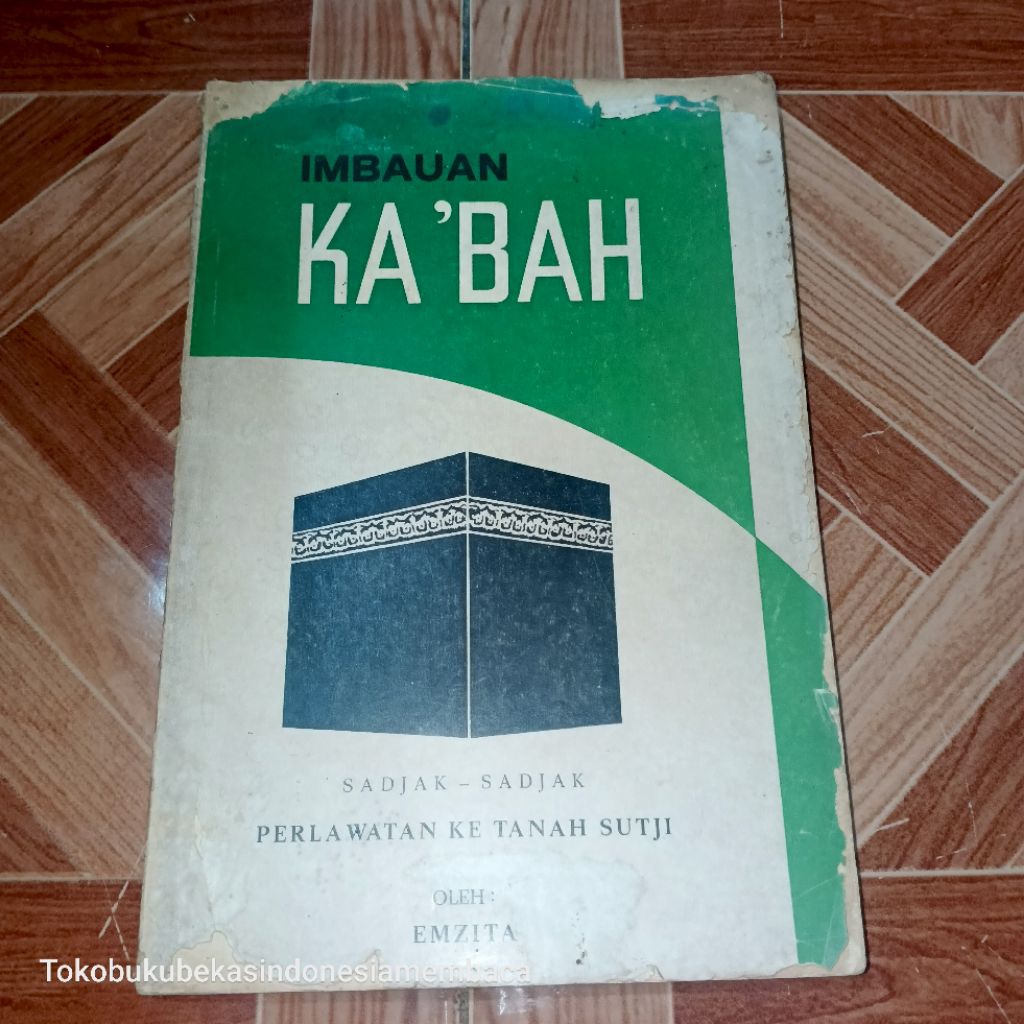 IMBAUAN
KA'BAH
SADJAK - SADJAK
PERLAWATAN KE TANAH SUTJI
OLEH :
EMZITA
Tokobukubekasindonesiamembaca